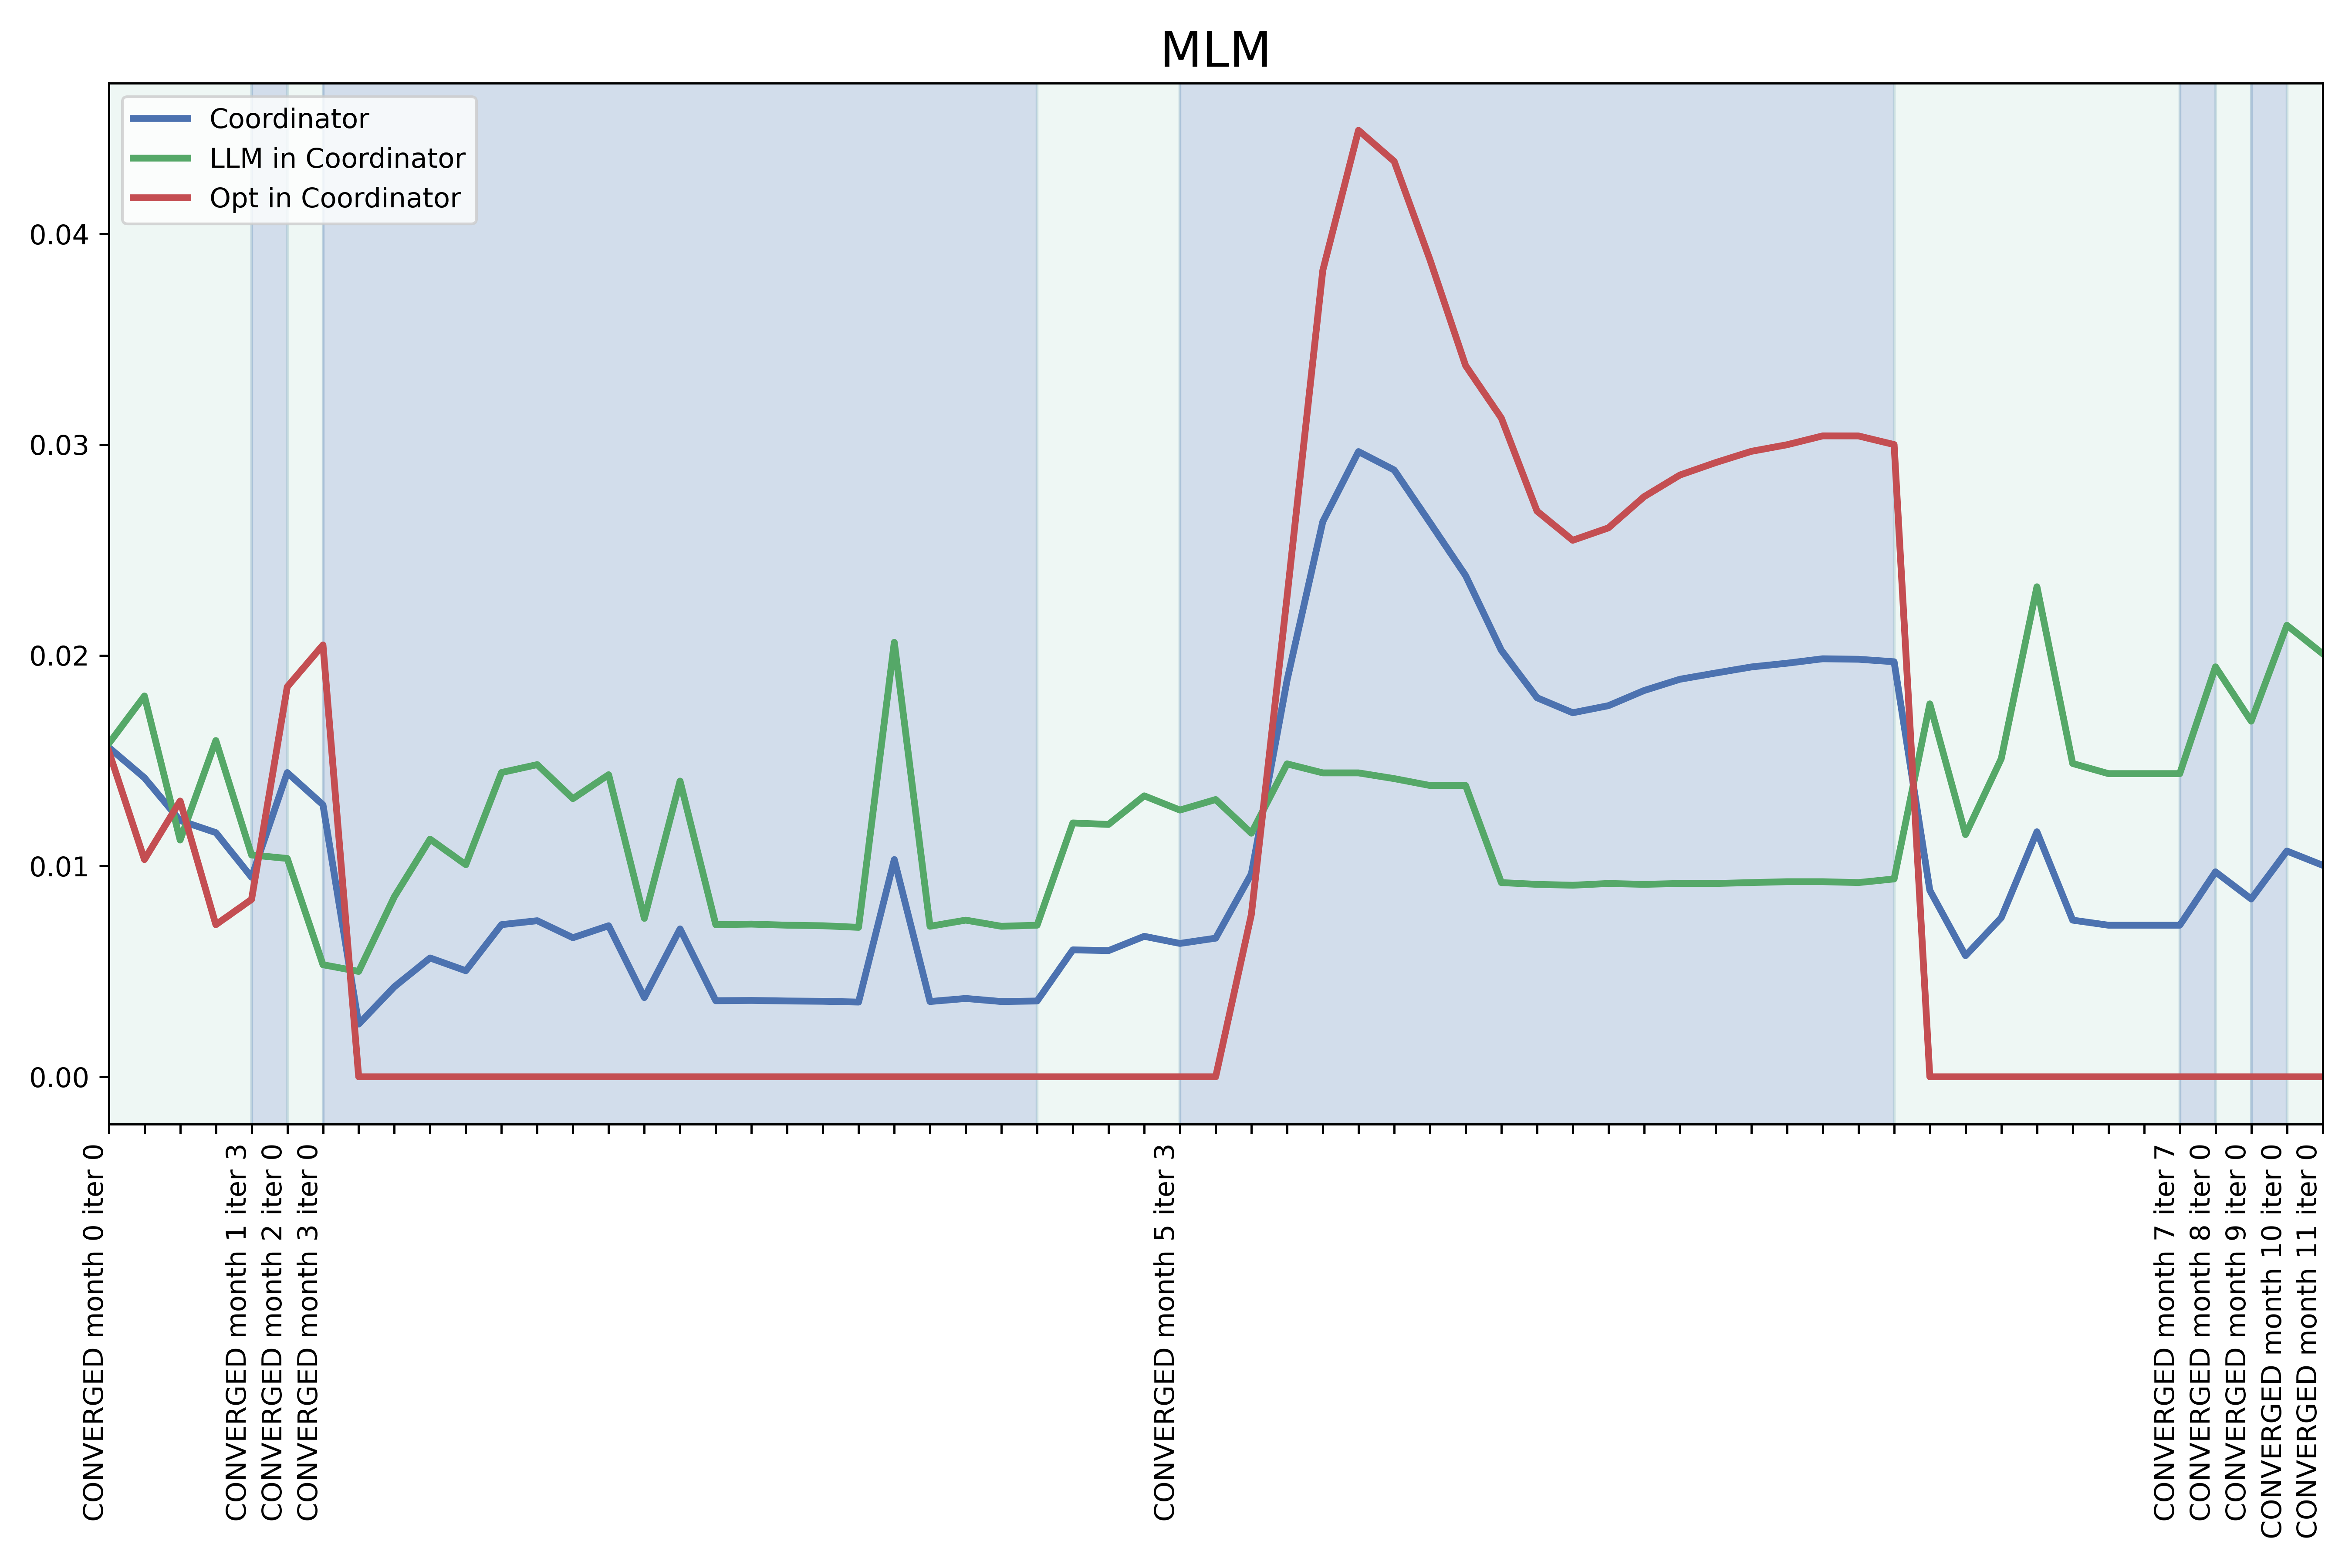 MLM
Coordinator
LLM in Coordinator
Opt in Coordinator
0.04
0.03
0.02
0.01
0.00
CONVERGED month 0 iter 0
CONVERGED month 1 iter 3
CONVERGED month 2 iter 0
CONVERGED month 3 iter 0
CONVERGED month 5 iter 3
CONVERGED month 7 iter 7
CONVERGED month 8 iter 0
CONVERGED month 9 iter 0
CONVERGED month 10 iter 0
CONVERGED month 11 iter 0